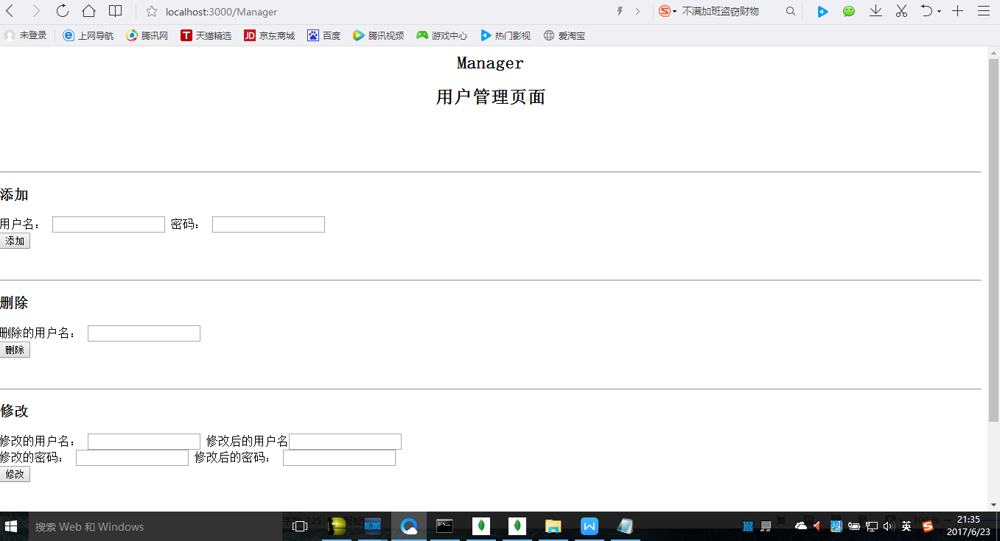 localhost:3000/Manager 不满加班盗窃财物
未登录 上网导航 腾讯网 T 天猫精选 JD 京东商城 百度 腾讯视频 游戏中心 热门影视 爱淘宝
Manager
用户管理页面
添加
用户名： 密码：
添加
删除
删除的用户名：
删除
修改
修改的用户名： 修改后的用户名
修改的密码： 修改后的密码：
修改
搜索 Web 和 Windows 英 21:35
2017/6/23